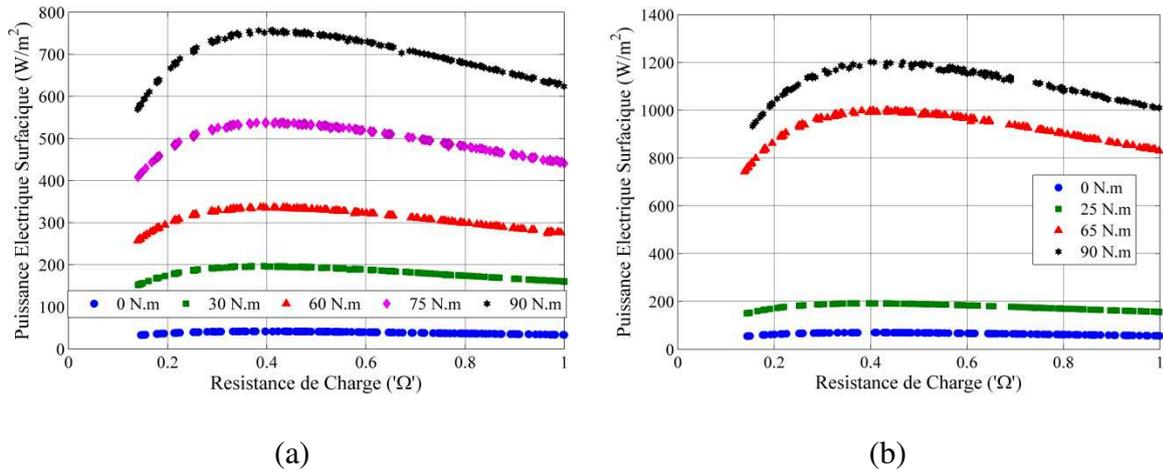 Puissance Electrique Surfacique (W/m²)
800
700
600
500
400
300
200
100
0
0 N.m 30 N.m 60 N.m 75 N.m 90 N.m
0 0.2 0.4 0.6 0.8 1
Resistance de Charge ('Ω')
(a)
Puissance Electrique Surfacique (W/m²)
1400
1200
1000
800
600
400
200
0
0 N.m
25 N.m
65 N.m
90 N.m
0 0.2 0.4 0.6 0.8 1
Resistance de Charge ('Ω')
(b)